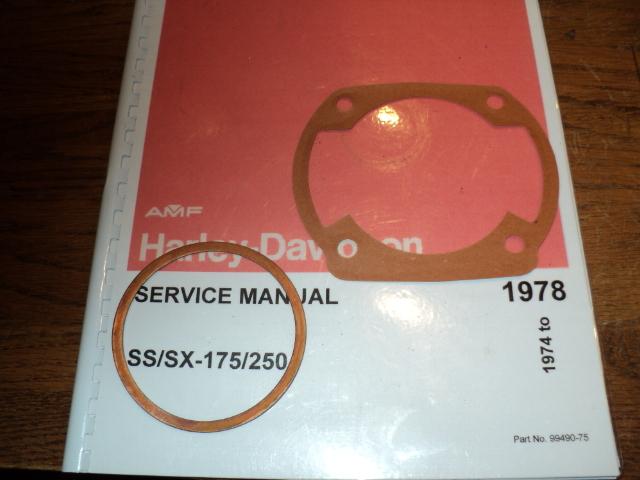 AMF
Harley-Davidson
SERVICE MANUAL
1978
1974 to
SS/SX-175/250
Part No. 99490-75